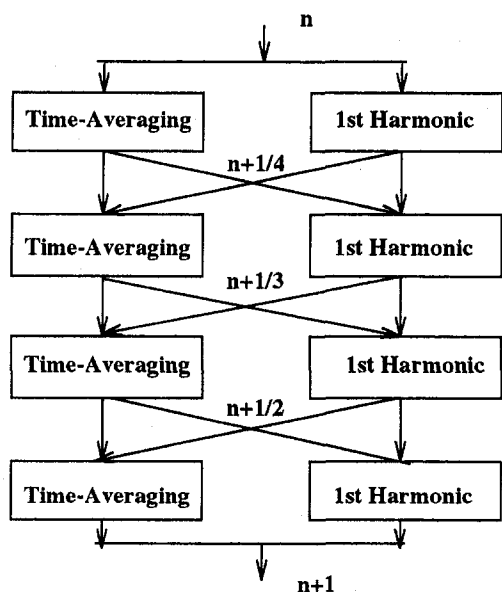 n
Time-Averaging 1st Harmonic
n+1/4
Time-Averaging 1st Harmonic
n+1/3
Time-Averaging 1st Harmonic
n+1/2
Time-Averaging 1st Harmonic
n+1